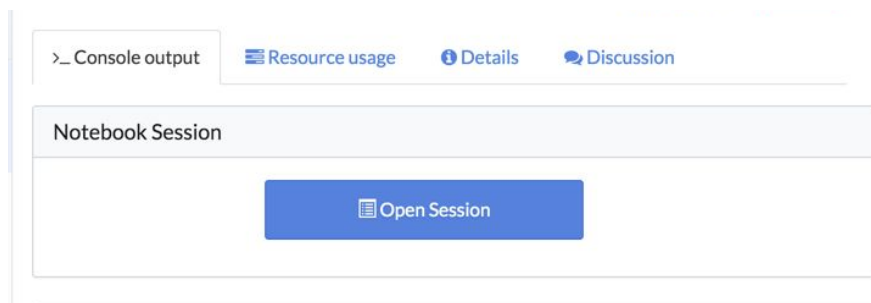 >_ Console output Resource usage Details Discussion
Notebook Session
Open Session